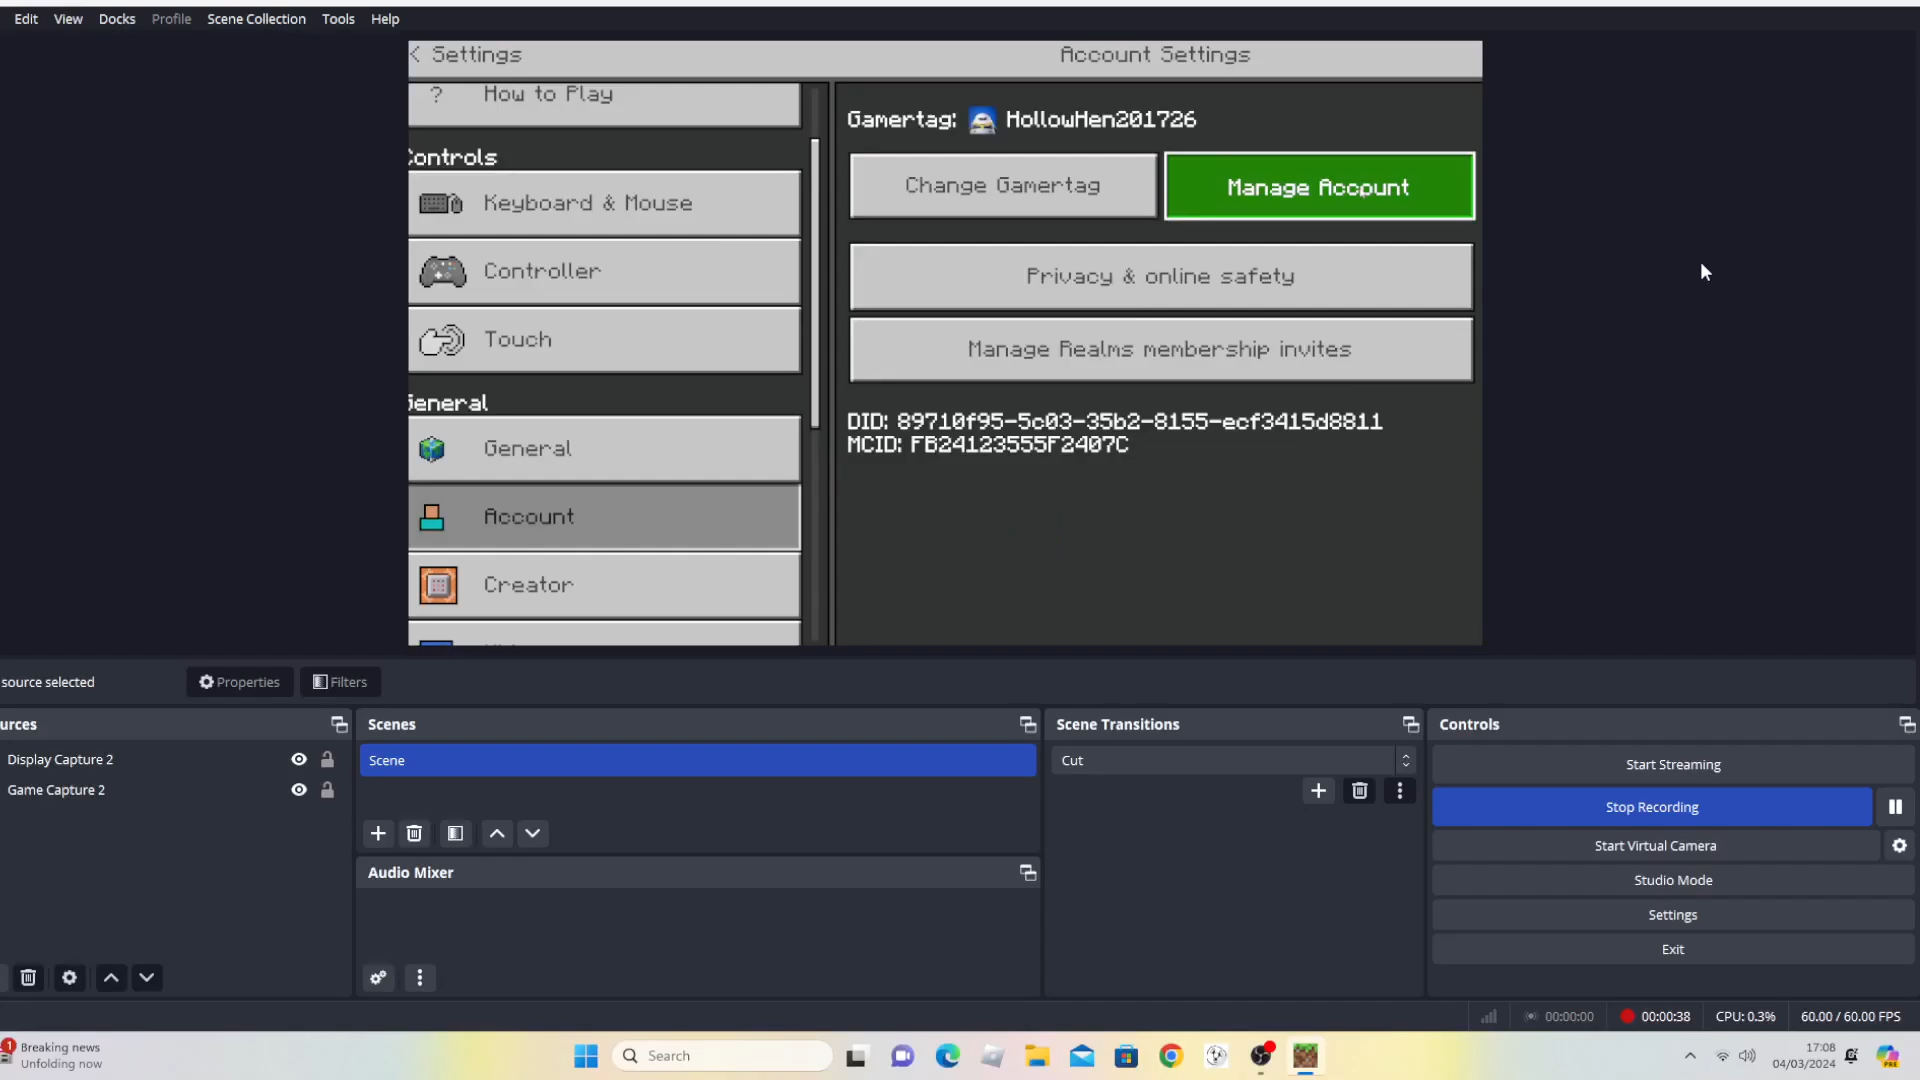 Edit View Docks Profile Scene Collection Tools Help
Settings
Account Settings
? How to Play
Controls
Keyboard & Mouse
Controller
Touch
General
General
Account
Creator
Gamertag: HollowHen201726
Change Gamertag
Manage Account
Privacy & online safety
Manage Realms membership invites
DID: 89710f95-5c03-35b2-8155-ecf3415d8811
MCID: FB24123555F2407C
source selected
Properties
Filters
urces
Display Capture 2
Game Capture 2
Scenes
Scene
Audio Mixer
Scene Transitions
Cut
Controls
Start Streaming
Stop Recording
Start Virtual Camera
Studio Mode
Settings
Exit
00:00:00
00:00:38
CPU: 0.3%
60.00 / 60.00 FPS
1
Breaking news
Unfolding now
Search
17:08
04/03/2024
PRE